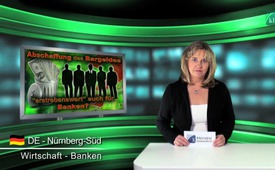 Abschaffung des Bargeldes
"erstrebenswert" auch für
Banken?
DE - Nürnberg-Süd
Wirtschaft - Banken